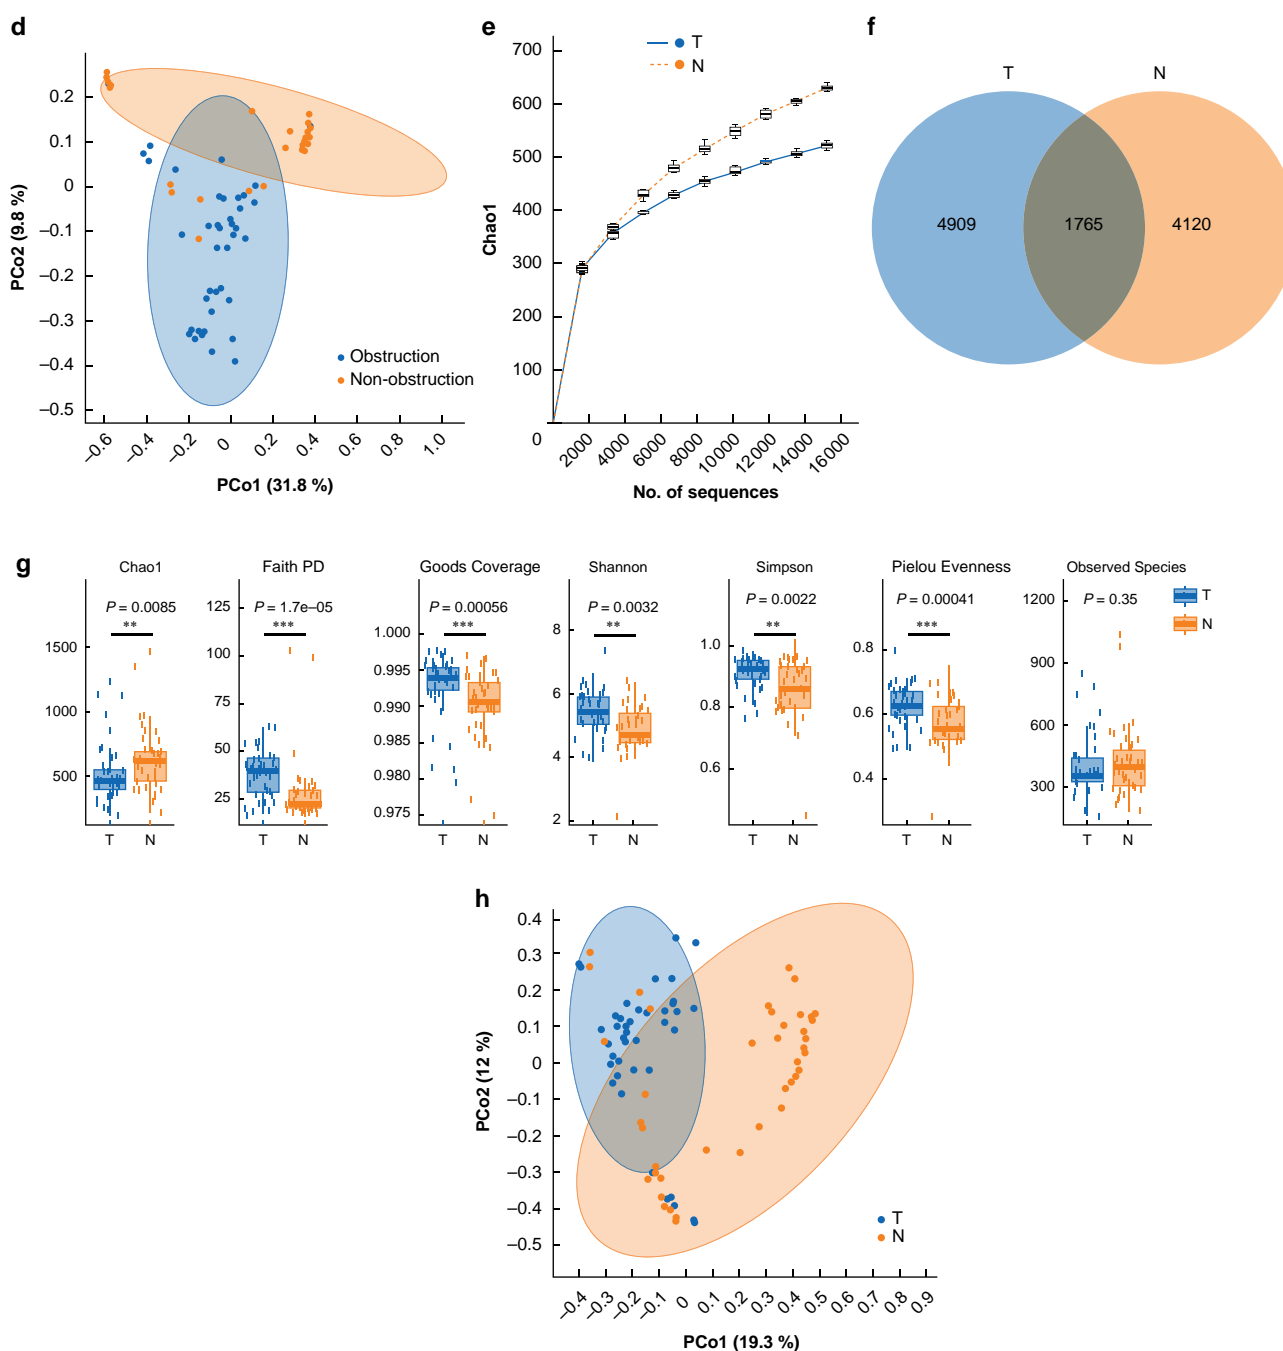 d
0.2
0.1
0
–0.1
–0.2
–0.3
–0.4
–0.5
PCo2 (9.8 %)
Obstruction
Non-obstruction
–0.6
–0.4
–0.2
0
0.2
0.4
0.6
0.8
1.0
PCo1 (31.8 %)
e
T
N
700
600
500
400
300
200
100
0
Chao1
2000
4000
6000
8000
10000
12000
14000
16000
No. of sequences
f
T
N
4909
1765
4120
g
Chao1
P = 0.0085
**
1500
1000
500
T
N
Faith PD
P = 1.7e–05
***
125
100
75
50
25
T
N
Goods Coverage
P = 0.00056
***
1.000
0.995
0.990
0.985
0.980
0.975
T
N
Shannon
P = 0.0032
**
8
6
4
2
T
N
Simpson
P = 0.0022
**
1.0
0.8
0.6
T
N
Pielou Evenness
P = 0.00041
***
0.8
0.6
0.4
T
N
Observed Species
P = 0.35
1200
900
600
300
T
N
T
N
h
0.4
0.3
0.2
0.1
0
–0.1
–0.2
–0.3
–0.4
–0.5
PCo2 (12 %)
T
N
–0.4
–0.3
–0.2
–0.1
0
0.1
0.2
0.3
0.4
0.5
0.6
0.7
0.8
0.9
PCo1 (19.3 %)